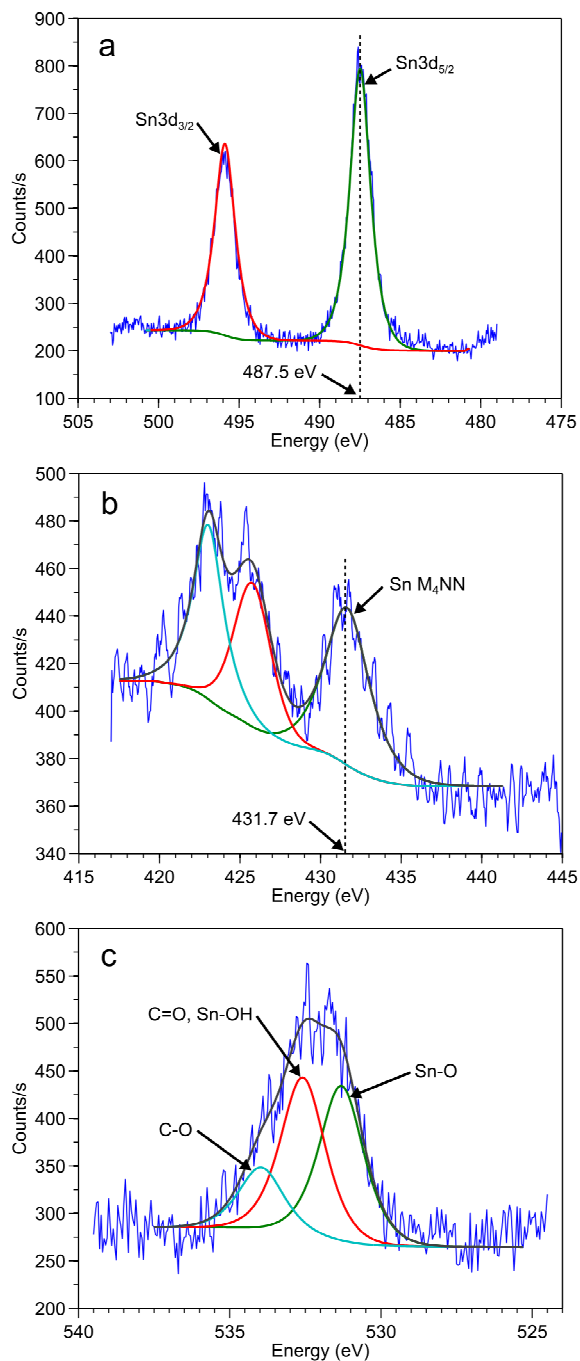 a
900
800
700
600
500
400
300
200
100
Counts/s
Sn3d3/2
Sn3d5/2
487.5 eV
505 500 495 490 485 480 475
Energy (eV)
b
500
480
460
440
420
400
380
360
340
Counts/s
Sn M4NN
431.7 eV
415 420 425 430 435 440 445
Energy (eV)
c
600
550
500
450
400
350
300
250
200
Counts/s
C=O, Sn-OH
Sn-O
C-O
540 535 530 525
Energy (eV)